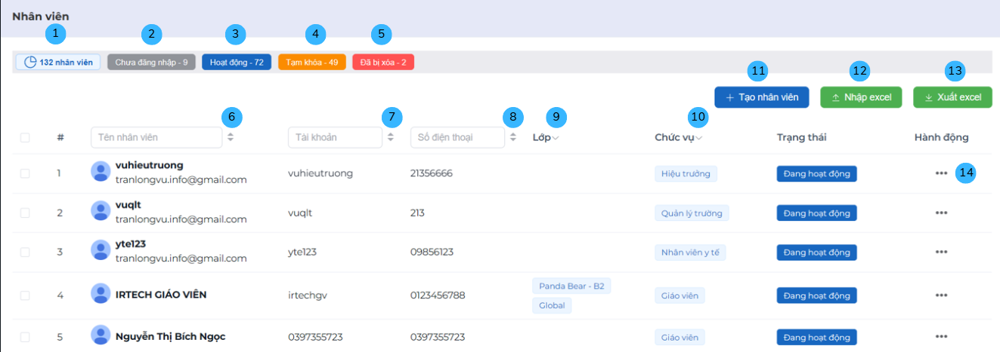 Nhân viên
1 2 3 4 5
132 nhân viên Chưa đăng nhập - 9 Hoạt động - 72 Tạm khóa - 49 Đã bị xóa - 2
11 12 13
+ Tạo nhân viên Nhập excel Xuất excel
6 7 8 9 10
# Tên nhân viên Tài khoản Số điện thoại Lớp Chức vụ Trạng thái Hành động
1 vuhieutruong tranlongvu.info@gmail.com vuhieutruong 21356666 Hiệu trưởng Đang hoạt động ••• 14
2 vuqlt tranlongvu.info@gmail.com vuqlt 213 Quản lý trường Đang hoạt động •••
3 yte123 tranlongvu.info@gmail.com yte123 09856123 Nhân viên y tế Đang hoạt động •••
4 IRTECH GIÁO VIÊN irtechgv 0123456788 Panda Bear - B2 Global Giáo viên Đang hoạt động •••
5 Nguyễn Thị Bích Ngọc 0397355723 0397355723 Giáo viên Đang hoạt động •••